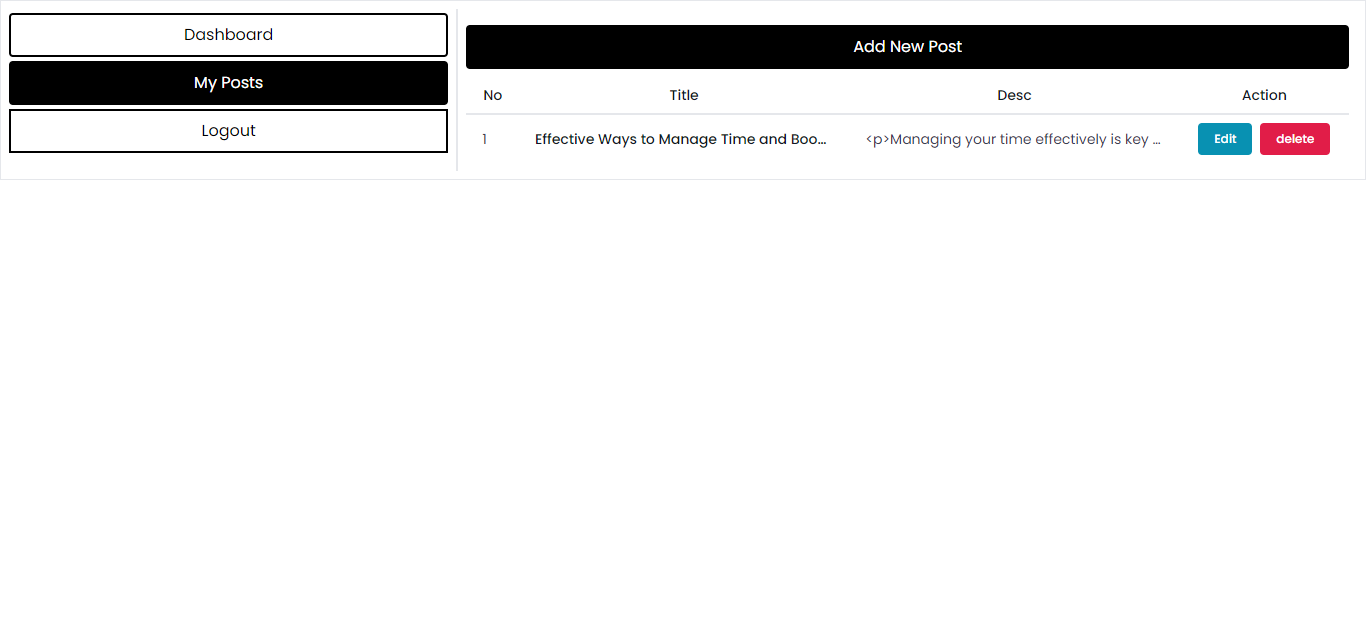 Dashboard
My Posts
Logout
Add New Post
No Title Desc Action
1 Effective Ways to Manage Time and Boo... <p>Managing your time effectively is key ... Edit delete